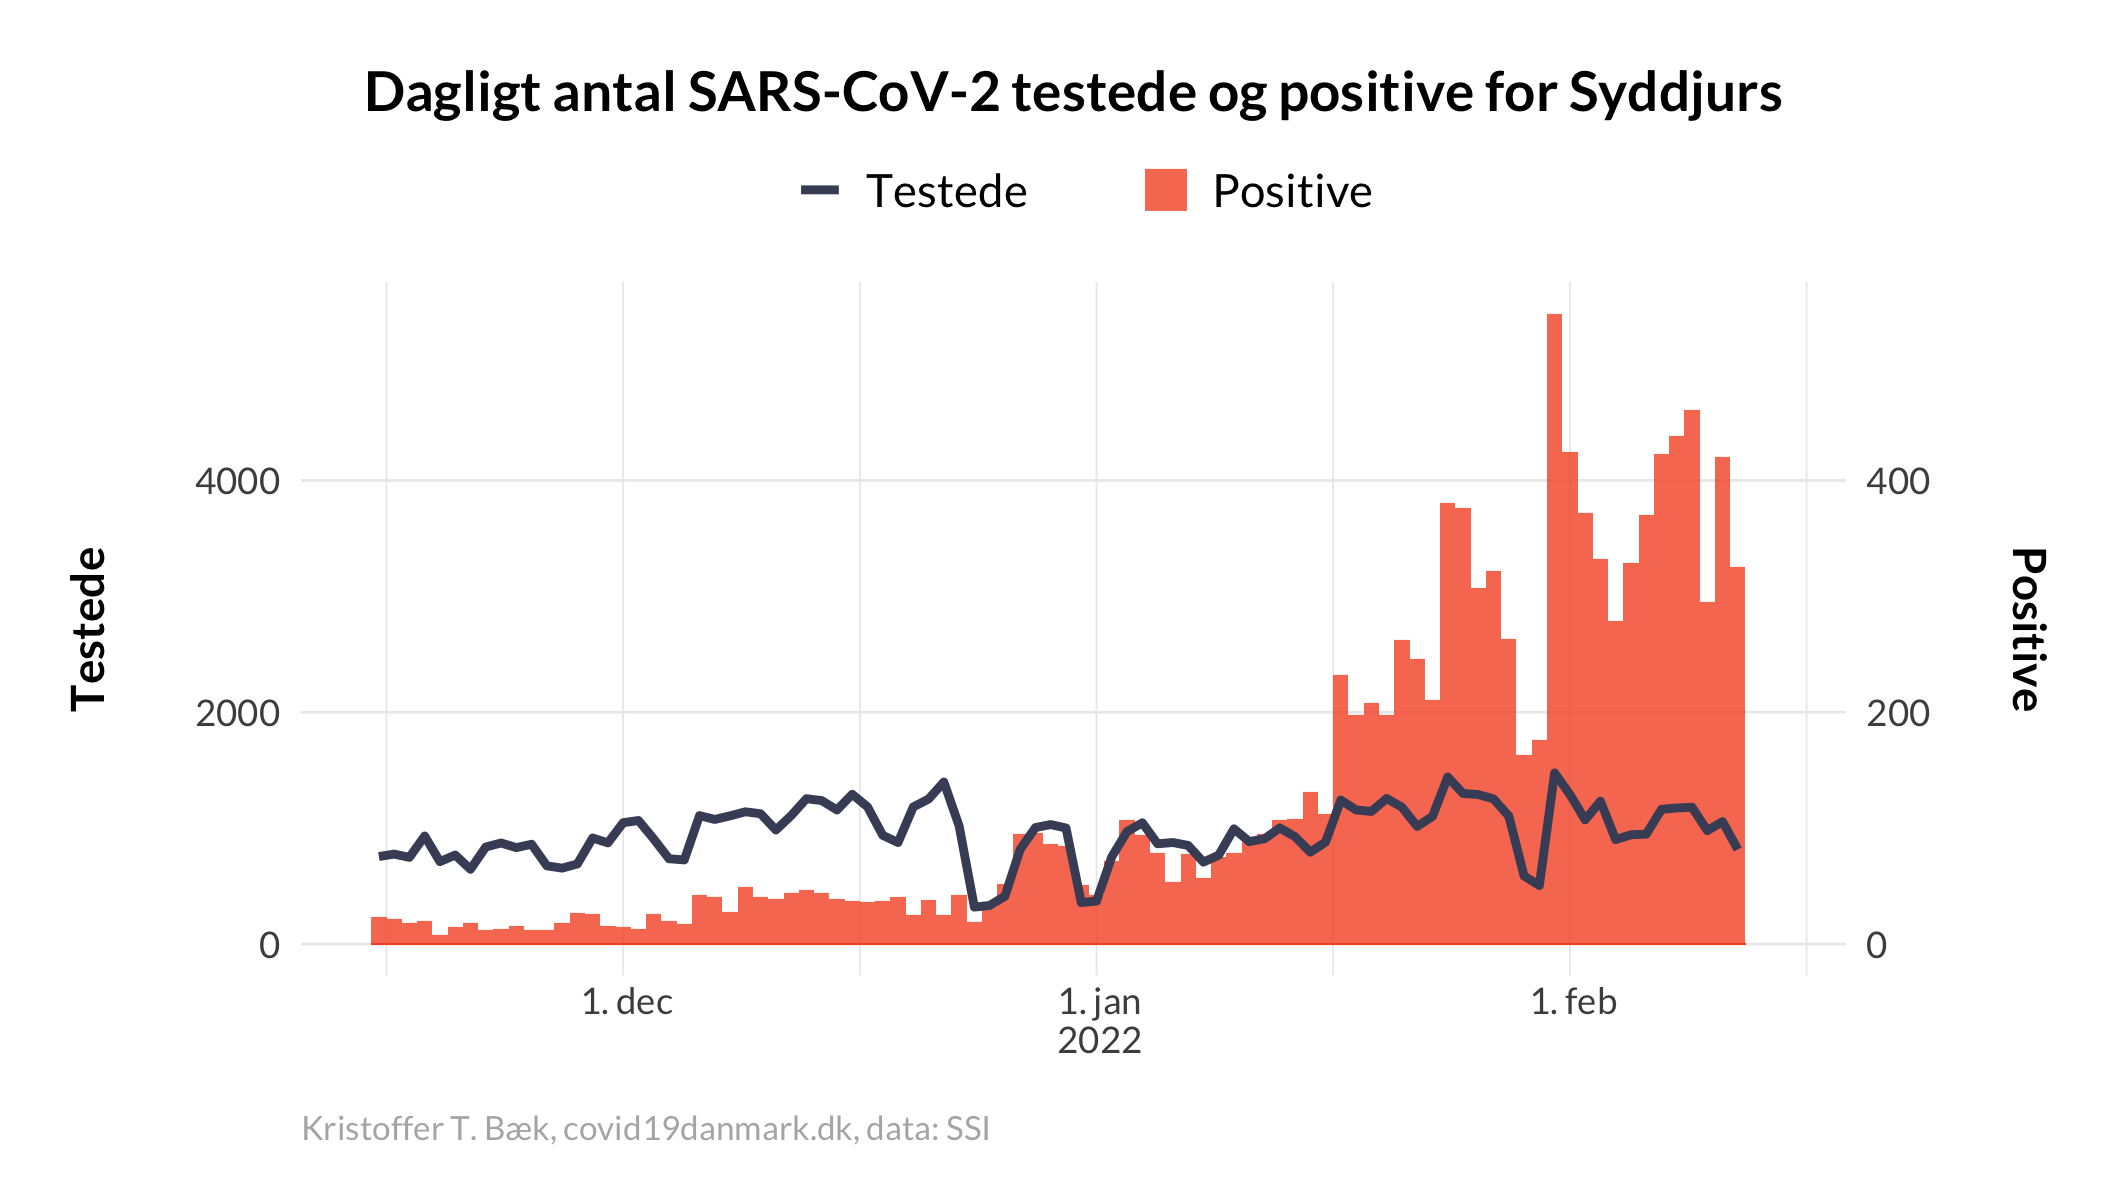 Dagligt antal SARS-CoV-2 testede og positive for Syddjurs
Testede
Positive
Testede
4000
2000
0
400
200
0
Positive
1. dec
1. jan
2022
1. feb
Kristoffer T. Bæk, covid19danmark.dk, data: SSI